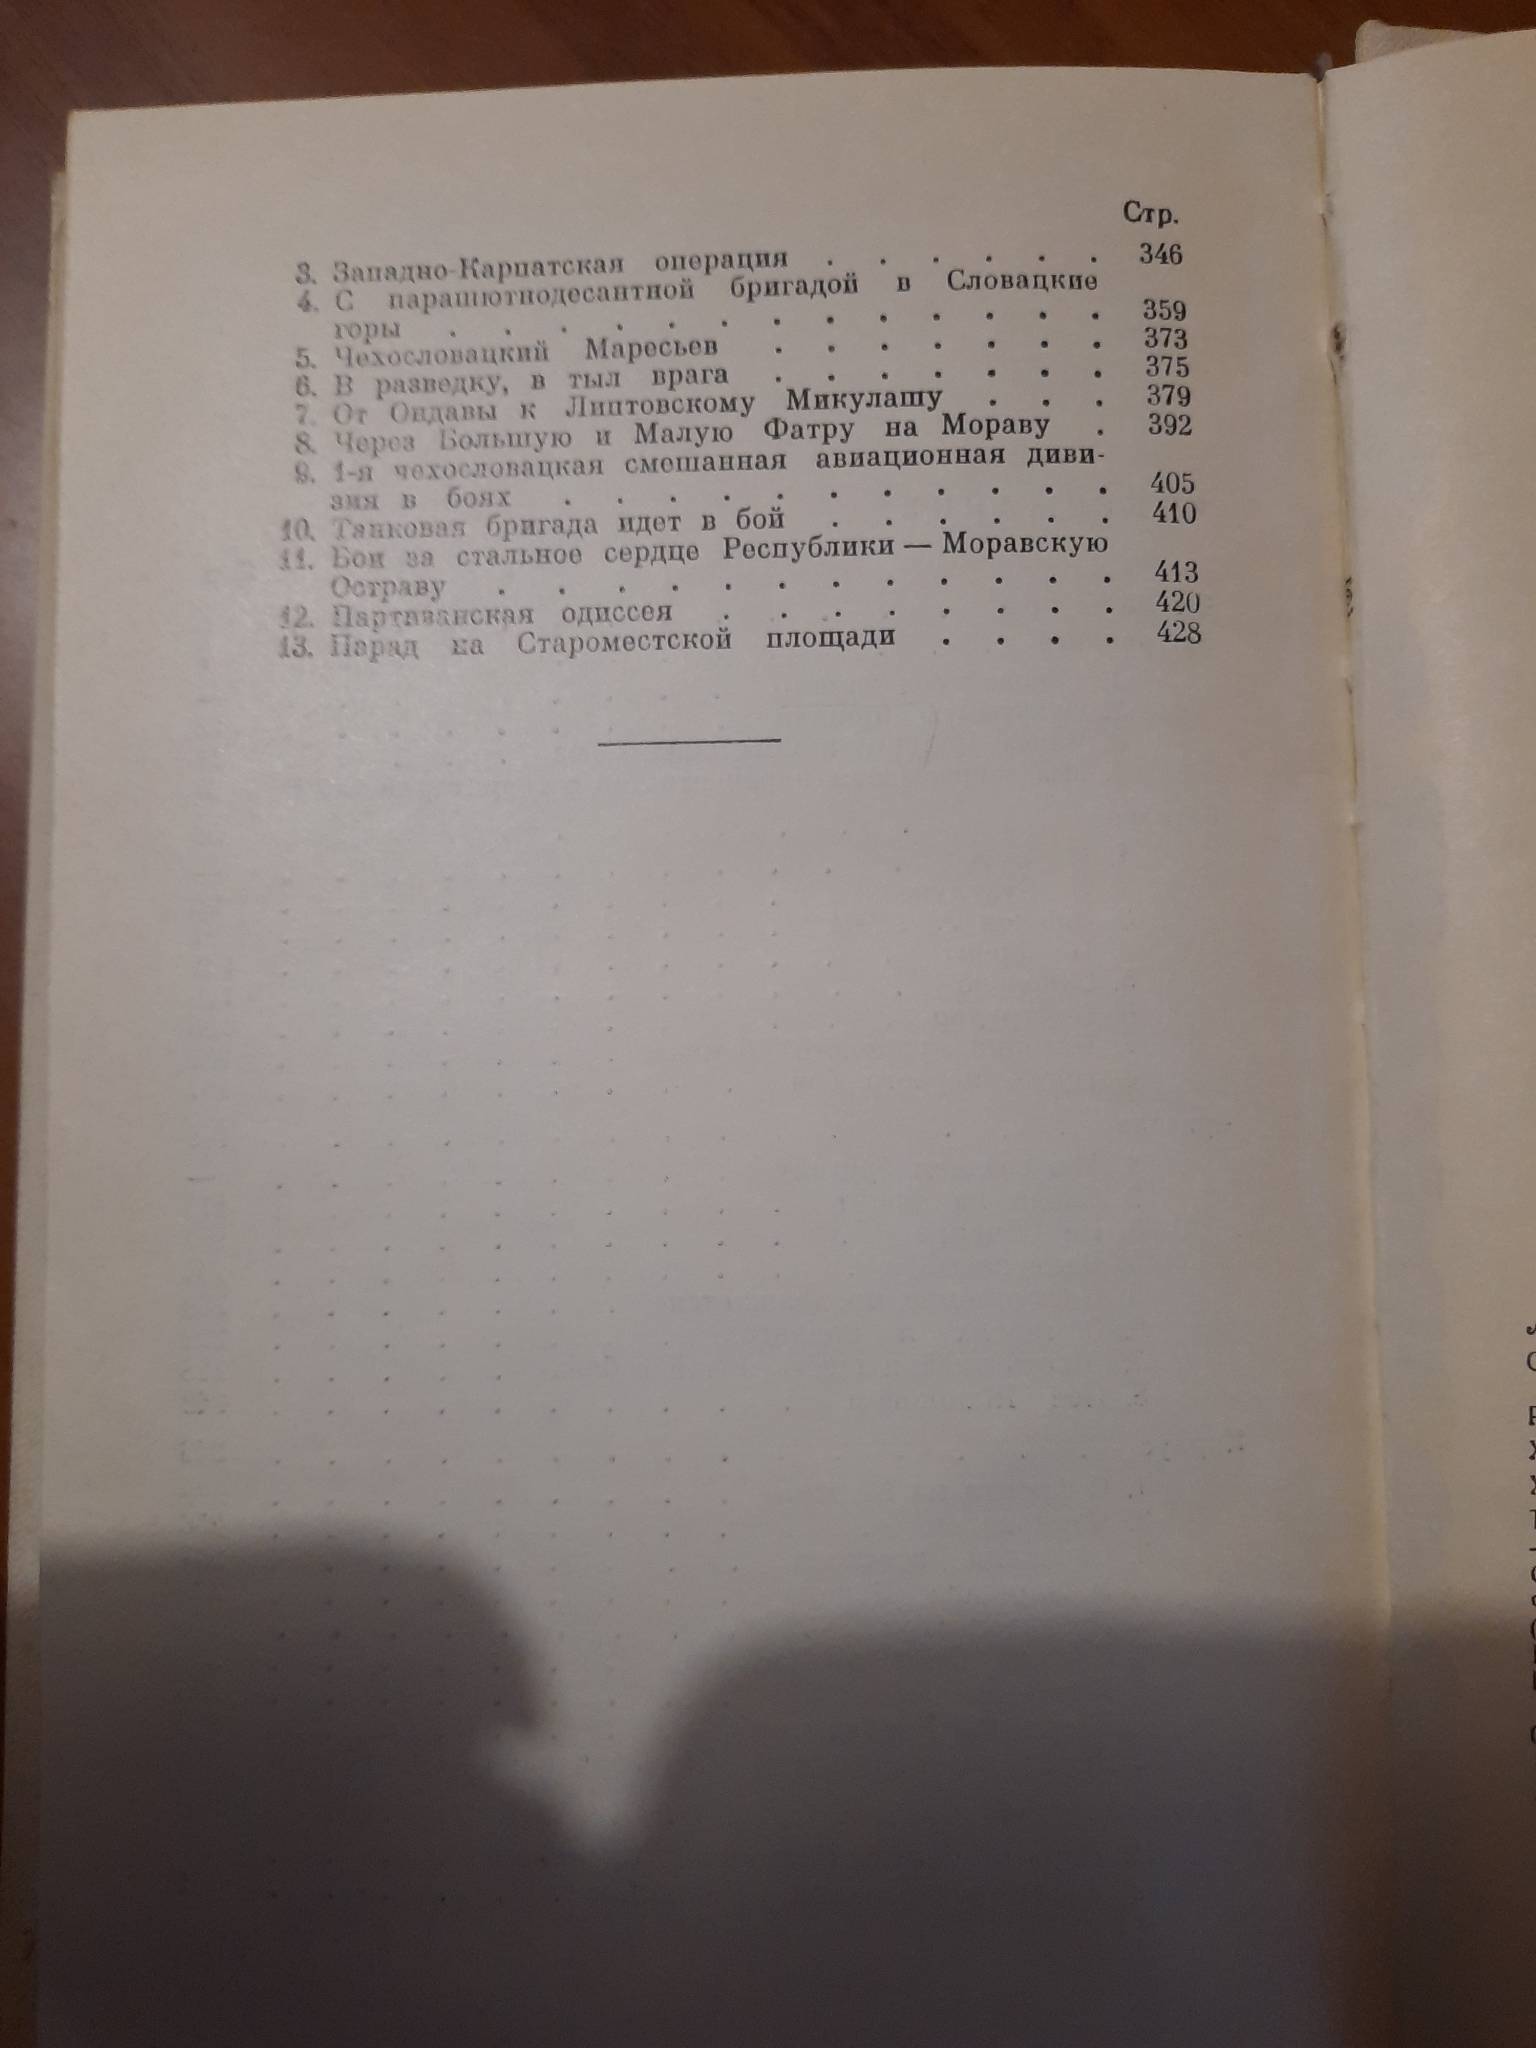 Стр.
3. Западно-Карпатская операция . . . . . . 346
4. С парашютнодесантной бригадой в Словацкие
горы . . . . . . . . . . . . . 359
5. Чехословацкий Маресьев . . . . . . . 373
6. В разведку, в тыл врага . . . . . . . 375
7. От Ондавы к Липтовскому Микулашу . . . 379
8. Через Большую и Малую Фатру на Мораву . 392
9. 1-я чехословацкая смешанная авиационная диви-
зия в боях . . . . . . . . . . . 405
10. Танковая бригада идет в бой . . . . . . 410
11. Бои за стальное сердце Республики — Моравскую
Остраву . . . . . . . . . . . . 413
12. Партизанская одиссея . . . . . . . . 420
13. Парад на Староместской площади . . . . 428